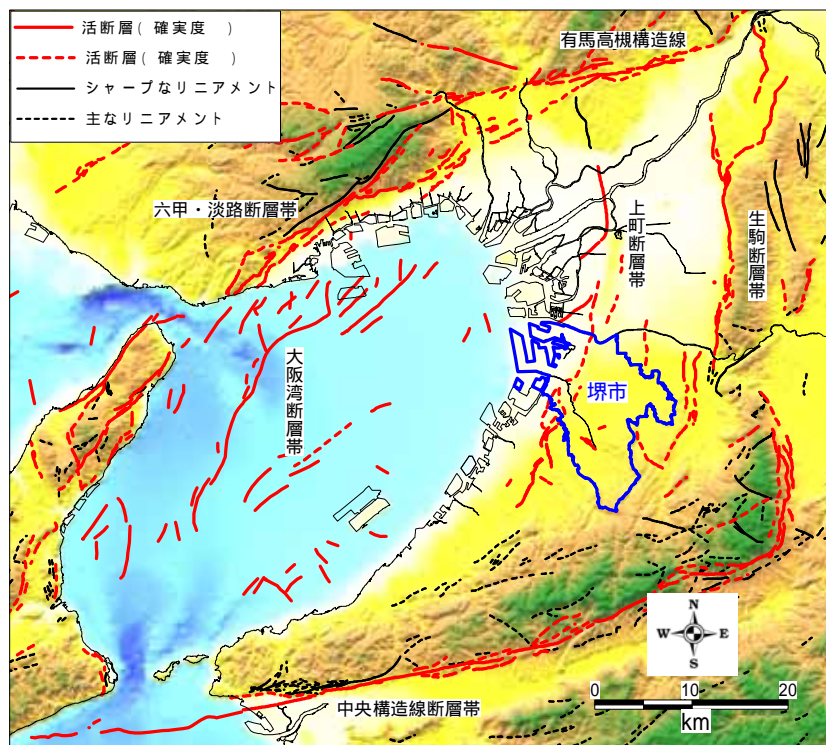 活断層( 確実度　)
活断層( 確実度　)
シャープなリニアメント
主なリニアメント
有馬高槻構造線
六甲・淡路断層帯
上町断層帯
生駒断層帯
大阪湾断層帯
堺市
中央構造線断層帯
N
W E
S
0 10 20
km